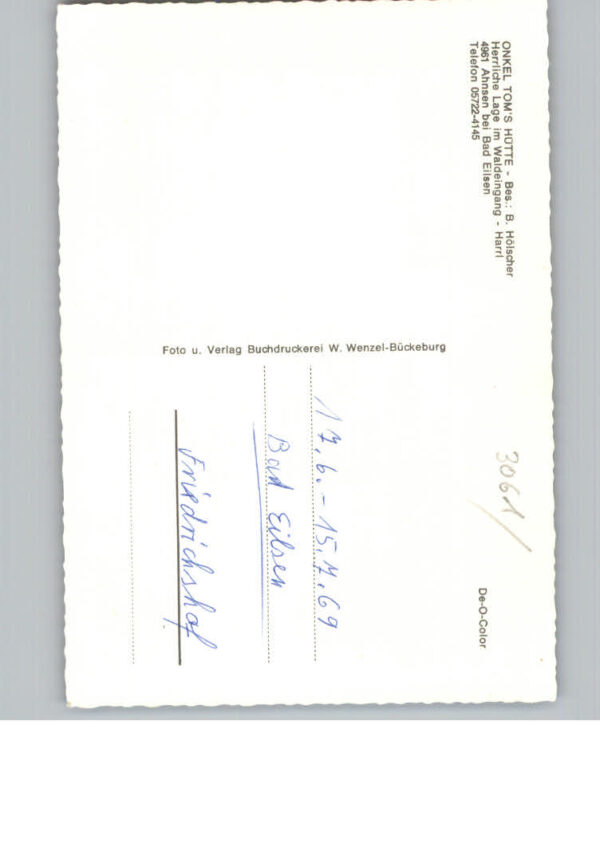 ONKEL TOM'S HÜTTE - Bes.: B. Hölscher
Herrliche Lage im Waldeingang - Harrl
4961 Ahnsen bei Bad Eilsen
Telefon 05722-4145
Foto u. Verlag Buchdruckerei W. Wenzel-Bückeburg
3061/
De-O-Color
17.6. - 15.7.69
Bad Eilsen
Friedrichshof